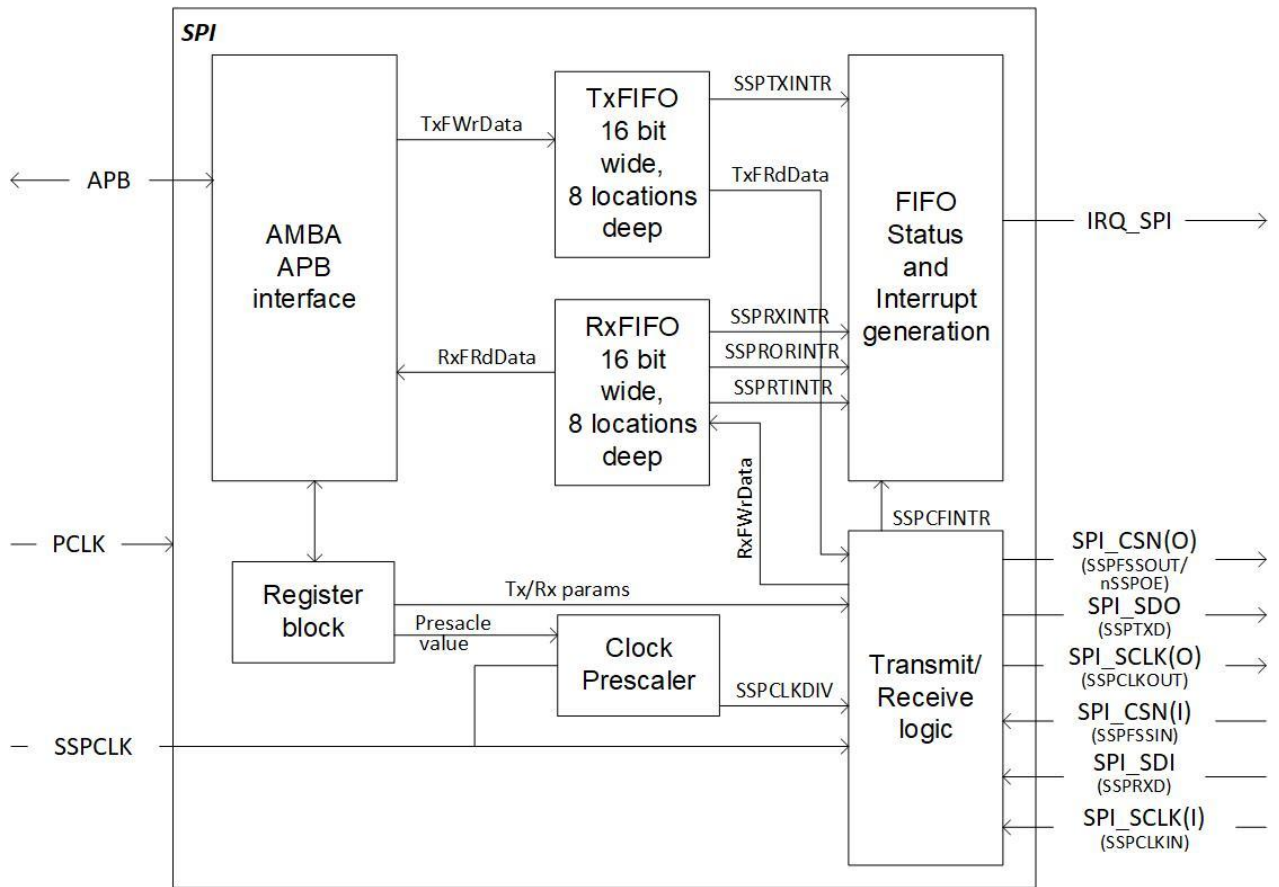 SPI
AMBA
APB
interface
TxFWrData
TxFIFO
16 bit
wide,
8 locations
deep
SSPTXINTR
TxFRdData
FIFO
Status
and
Interrupt
generation
APB
IRQ_SPI
RxFRdData
RxFIFO
16 bit
wide,
8 locations
deep
SSPRXINTR
SSPRORINTR
SSPRTINTR
RxFWrData
SSPCFINTR
PCLK
Register
block
Tx/Rx params
Presacle
value
Clock
Prescaler
SSPCLKDIV
Transmit/
Receive
logic
SSPCLK
SPI_CSN(O)
(SSPFSSOUT/
nSSPOE)
SPI_SDO
(SSPTXD)
SPI_SCLK(O)
(SSPCLKOUT)
SPI_CSN(I)
(SSPFSSIN)
SPI_SDI
(SSPRXD)
SPI_SCLK(I)
(SSPCLKIN)